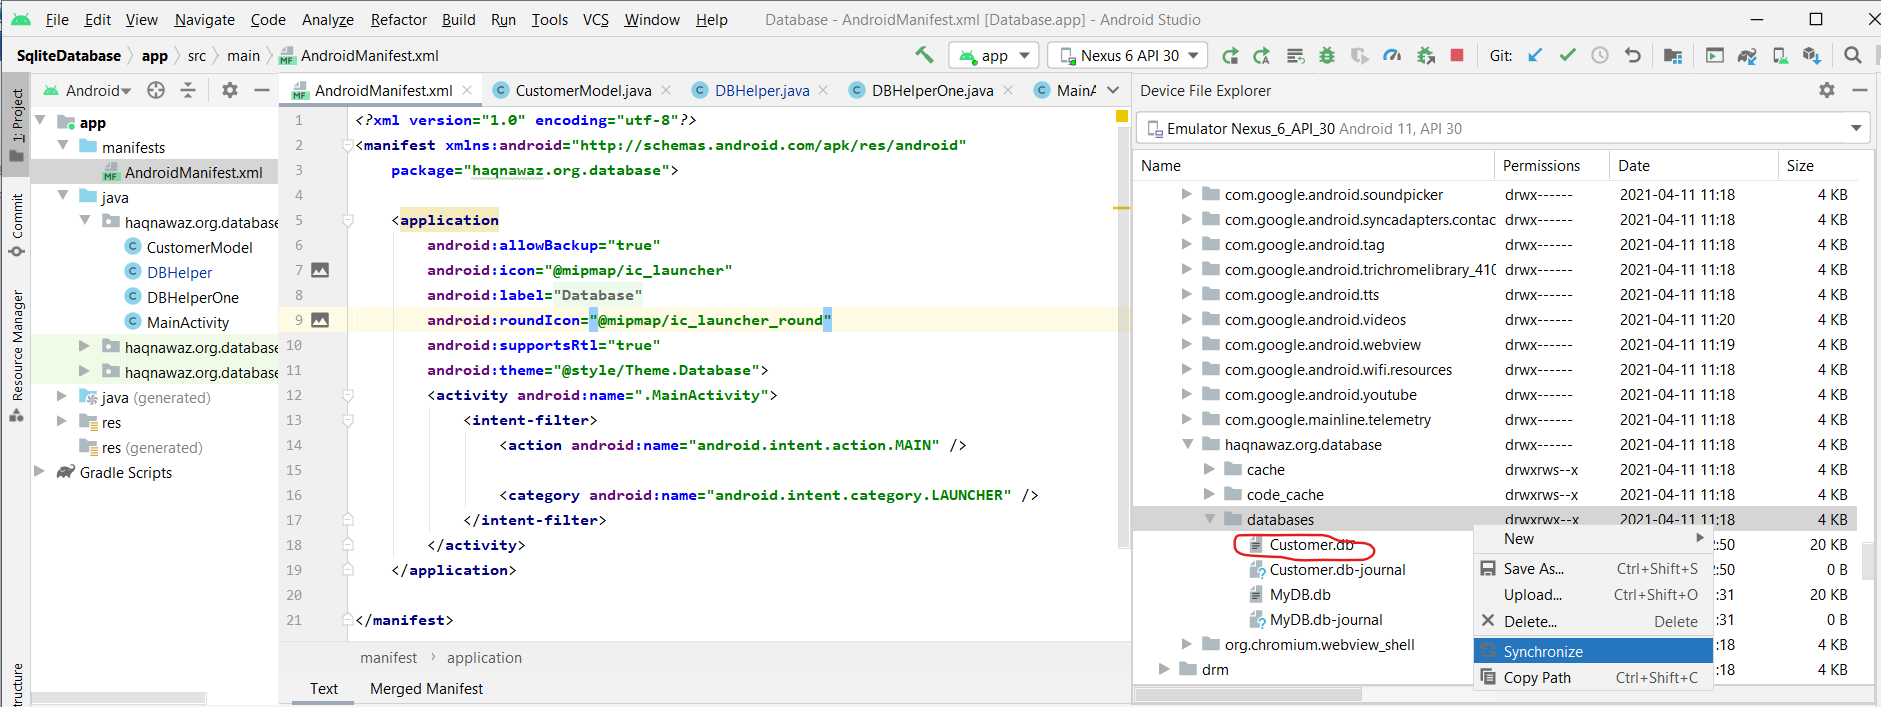 File Edit View Navigate Code Analyze Refactor Build Run Tools VCS Window Help Database - AndroidManifest.xml [Database.app] - Android Studio
SqliteDatabase app src main AndroidManifest.xml app Nexus 6 API 30 Git:
1: Project
Commit
Resource Manager
Android
app
manifests
AndroidManifest.xml
java
haqnawaz.org.database
CustomerModel
DBHelper
DBHelperOne
MainActivity
haqnawaz.org.database
haqnawaz.org.database
java (generated)
res
res (generated)
Gradle Scripts
AndroidManifest.xml CustomerModel.java DBHelper.java DBHelperOne.java
1 <?xml version="1.0" encoding="utf-8"?>
2 <manifest xmlns:android="http://schemas.android.com/apk/res/android"
3 package="haqnawaz.org.database">
4
5 <application
6 android:allowBackup="true"
7 android:icon="@mipmap/ic_launcher"
8 android:label="Database"
9 android:roundIcon="@mipmap/ic_launcher_round"
10 android:supportsRtl="true"
11 android:theme="@style/Theme.Database">
12 <activity android:name=".MainActivity">
13 <intent-filter>
14 <action android:name="android.intent.action.MAIN" />
15
16 <category android:name="android.intent.category.LAUNCHER" />
17 </intent-filter>
18 </activity>
19 </application>
20
21 </manifest>
manifest application
Text Merged Manifest
Device File Explorer
Emulator Nexus_6_API_30 Android 11, API 30
Name Permissions Date Size
com.google.android.soundpicker drwx------ 2021-04-11 11:18 4 KB
com.google.android.syncadapters.contac drwx------ 2021-04-11 11:18 4 KB
com.google.android.tag drwx------ 2021-04-11 11:18 4 KB
com.google.android.trichromelibrary_410 drwx------ 2021-04-11 11:18 4 KB
com.google.android.tts drwx------ 2021-04-11 11:18 4 KB
com.google.android.videos drwx------ 2021-04-11 11:20 4 KB
com.google.android.webview drwx------ 2021-04-11 11:19 4 KB
com.google.android.wifi.resources drwx------ 2021-04-11 11:18 4 KB
com.google.android.youtube drwx------ 2021-04-11 11:18 4 KB
com.google.mainline.telemetry drwx------ 2021-04-11 11:18 4 KB
haqnawaz.org.database drwx------ 2021-04-11 11:18 4 KB
cache drwxrws--x 2021-04-11 11:18 4 KB
code_cache drwxrws--x 2021-04-11 11:18 4 KB
databases drwxrwx--x 2021-04-11 11:18 4 KB
Customer.db :50 20 KB
Customer.db-journal :50 0 B
MyDB.db :31 20 KB
MyDB.db-journal :31 0 B
org.chromium.webview_shell :18 4 KB
drm :18 4 KB
New
Save As... Ctrl+Shift+S
Upload... Ctrl+Shift+O
Delete... Delete
Synchronize
Copy Path Ctrl+Shift+C